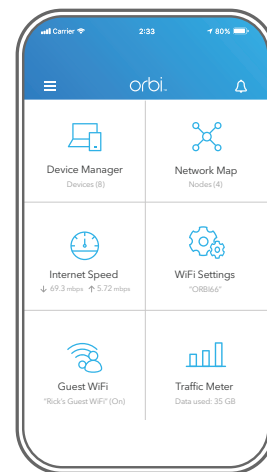 Carrier 2:33 80%
orbi™
Device Manager Network Map
Devices (8) Nodes (4)
Internet Speed WiFi Settings
↓ 69.3 mbps ↑ 5.72 mbps "ORBI66"
Guest WiFi Traffic Meter
"Rick's Guest WiFi" (On) Data used: 35 GB